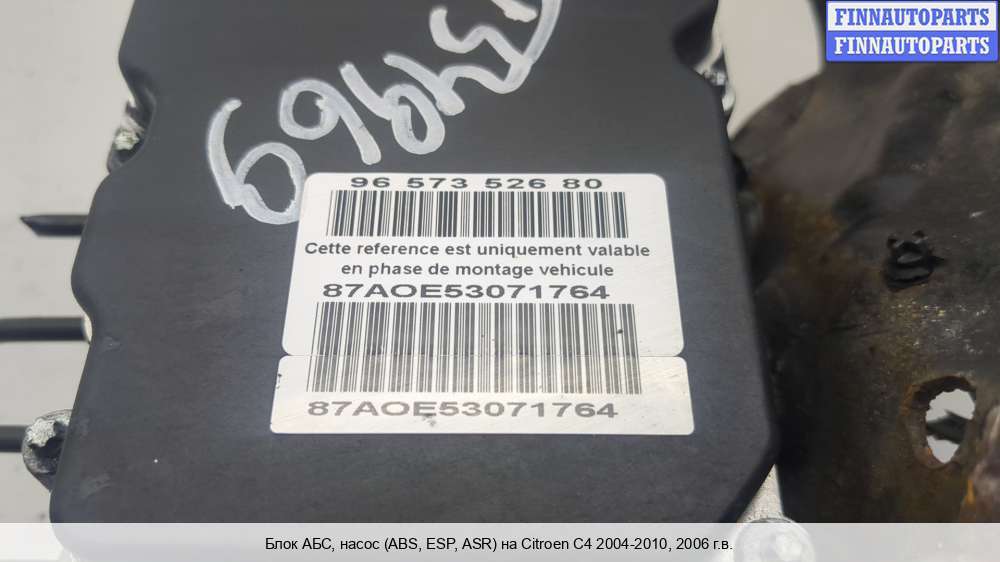 FINNAUTOPARTS
FINNAUTOPARTS
96 573 526 80
Cette reference est uniquement valable
en phase de montage vehicule
87AOE53071764
87AOE53071764
Блок АБС, насос (ABS, ESP, ASR) на Citroen C4 2004-2010, 2006 г.в.